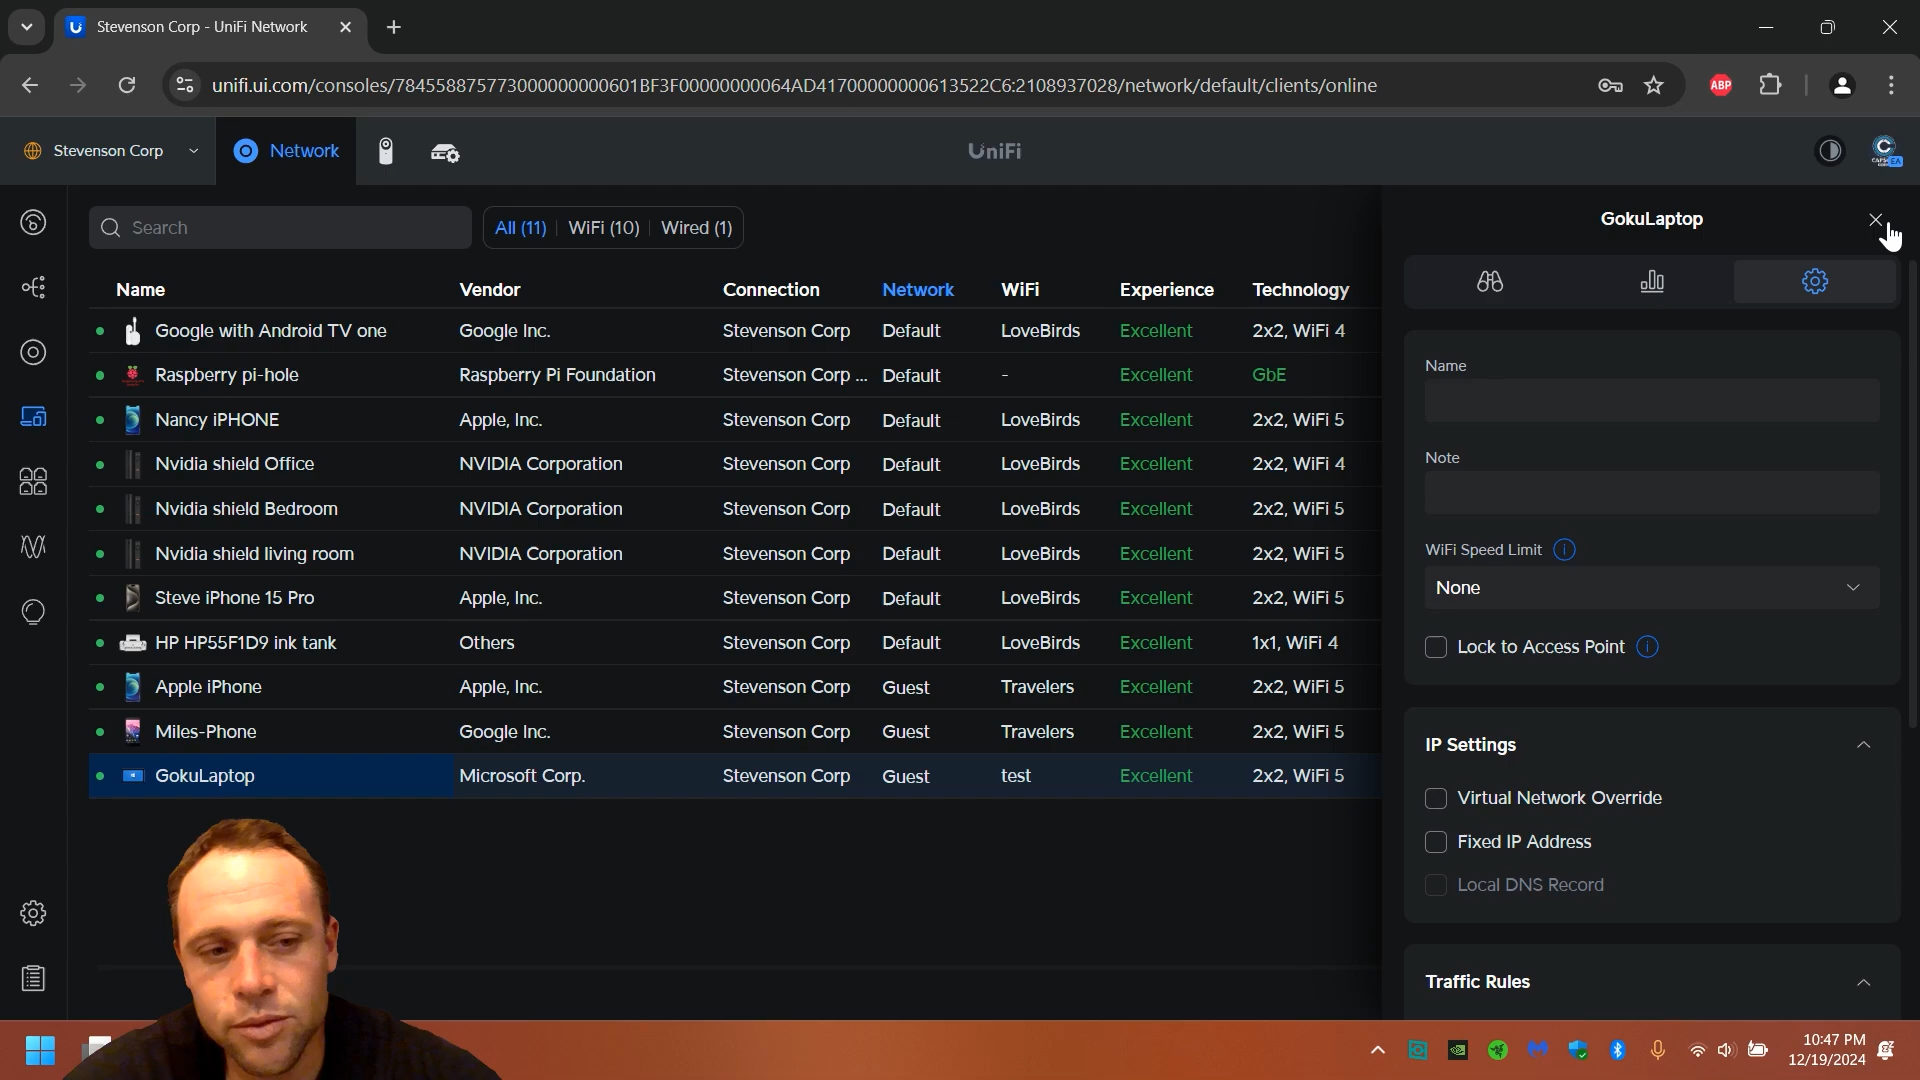 Stevenson Corp - UniFi Network
unifi.ui.com/consoles/784558875773000000000601BF3F00000000064AD41700000000613522C6:2108937028/network/default/clients/online
ABP
Stevenson Corp
Network
UniFi
EA
GokuLaptop
Search
All (11)
WiFi (10)
Wired (1)
Name Vendor Connection Network WiFi Experience Technology
Google with Android TV one Google Inc. Stevenson Corp Default LoveBirds Excellent 2x2, WiFi 4
Raspberry pi-hole Raspberry Pi Foundation Stevenson Corp ... Default - Excellent GbE
Nancy iPHONE Apple, Inc. Stevenson Corp Default LoveBirds Excellent 2x2, WiFi 5
Nvidia shield Office NVIDIA Corporation Stevenson Corp Default LoveBirds Excellent 2x2, WiFi 4
Nvidia shield Bedroom NVIDIA Corporation Stevenson Corp Default LoveBirds Excellent 2x2, WiFi 5
Nvidia shield living room NVIDIA Corporation Stevenson Corp Default LoveBirds Excellent 2x2, WiFi 5
Steve iPhone 15 Pro Apple, Inc. Stevenson Corp Default LoveBirds Excellent 2x2, WiFi 5
HP HP55F1D9 ink tank Others Stevenson Corp Default LoveBirds Excellent 1x1, WiFi 4
Apple iPhone Apple, Inc. Stevenson Corp Guest Travelers Excellent 2x2, WiFi 5
Miles-Phone Google Inc. Stevenson Corp Guest Travelers Excellent 2x2, WiFi 5
GokuLaptop Microsoft Corp. Stevenson Corp Guest test Excellent 2x2, WiFi 5
Name
Note
WiFi Speed Limit
None
Lock to Access Point
IP Settings
Virtual Network Override
Fixed IP Address
Local DNS Record
Traffic Rules
10:47 PM
12/19/2024